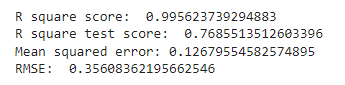 R square score:  0.995623739294883
R square test score:  0.7685513512603396
Mean squared error: 0.12679554582574895
RMSE:  0.35608362195662546